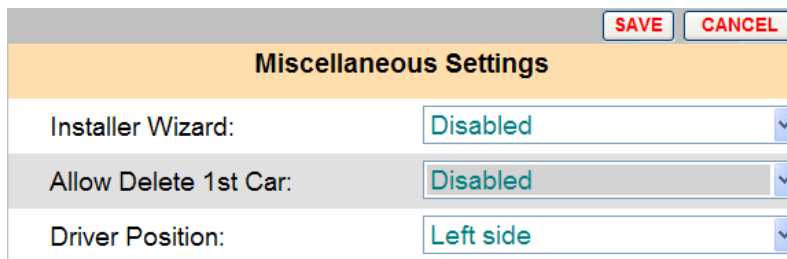 SAVE CANCEL
Miscellaneous Settings
Installer Wizard: Disabled
Allow Delete 1st Car: Disabled
Driver Position: Left side